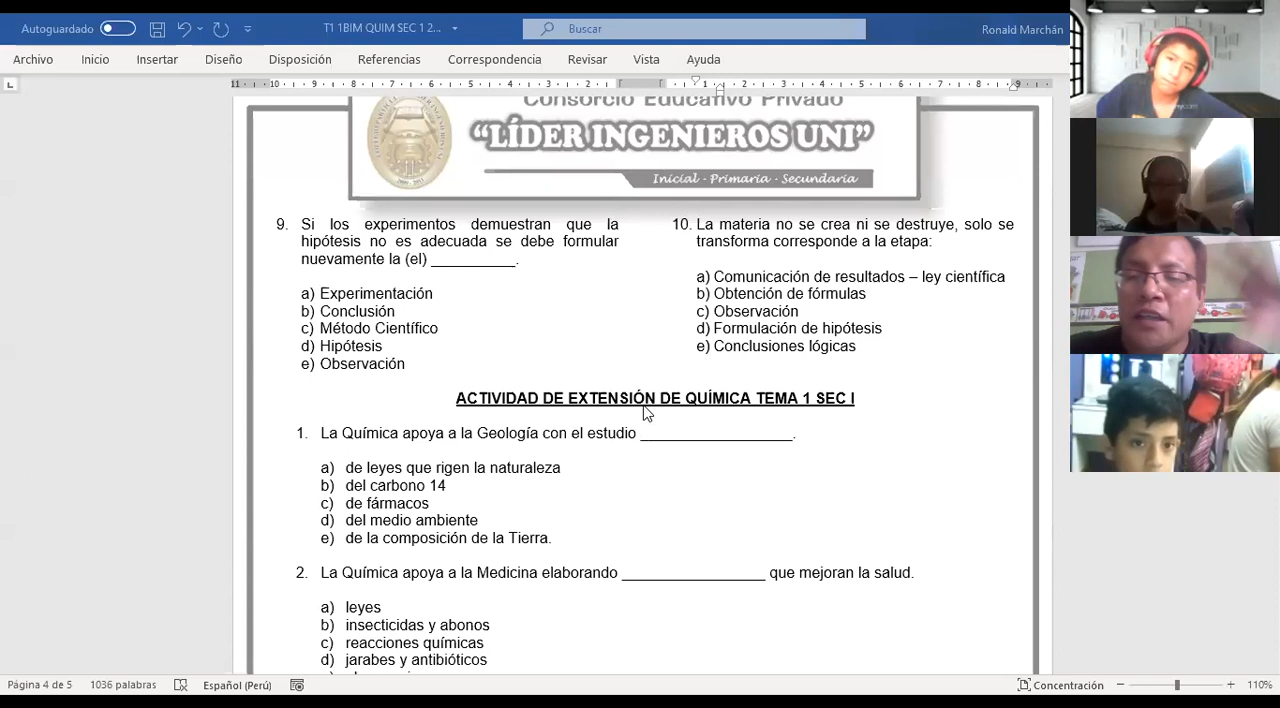 Autoguardado
T1 1BIM QUIM SEC 1 2...
Buscar
Ronald Marchán
Archivo Inicio Insertar Diseño Disposición Referencias Correspondencia Revisar Vista Ayuda
Consorcio Educativo Privado
“LÍDER INGENIEROS UNI”
Inicial - Primaria - Secundaria
9. Si los experimentos demuestran que la
hipótesis no es adecuada se debe formular
nuevamente la (el) __________.
a) Experimentación
b) Conclusión
c) Método Científico
d) Hipótesis
e) Observación
10. La materia no se crea ni se destruye, solo se
transforma corresponde a la etapa:
a) Comunicación de resultados – ley científica
b) Obtención de fórmulas
c) Observación
d) Formulación de hipótesis
e) Conclusiones lógicas
ACTIVIDAD DE EXTENSIÓN DE QUÍMICA TEMA 1 SEC I
1. La Química apoya a la Geología con el estudio __________________.
a) de leyes que rigen la naturaleza
b) del carbono 14
c) de fármacos
d) del medio ambiente
e) de la composición de la Tierra.
2. La Química apoya a la Medicina elaborando _________________ que mejoran la salud.
a) leyes
b) insecticidas y abonos
c) reacciones químicas
d) jarabes y antibióticos
Página 4 de 5 1036 palabras Español (Perú) Concentración 110%